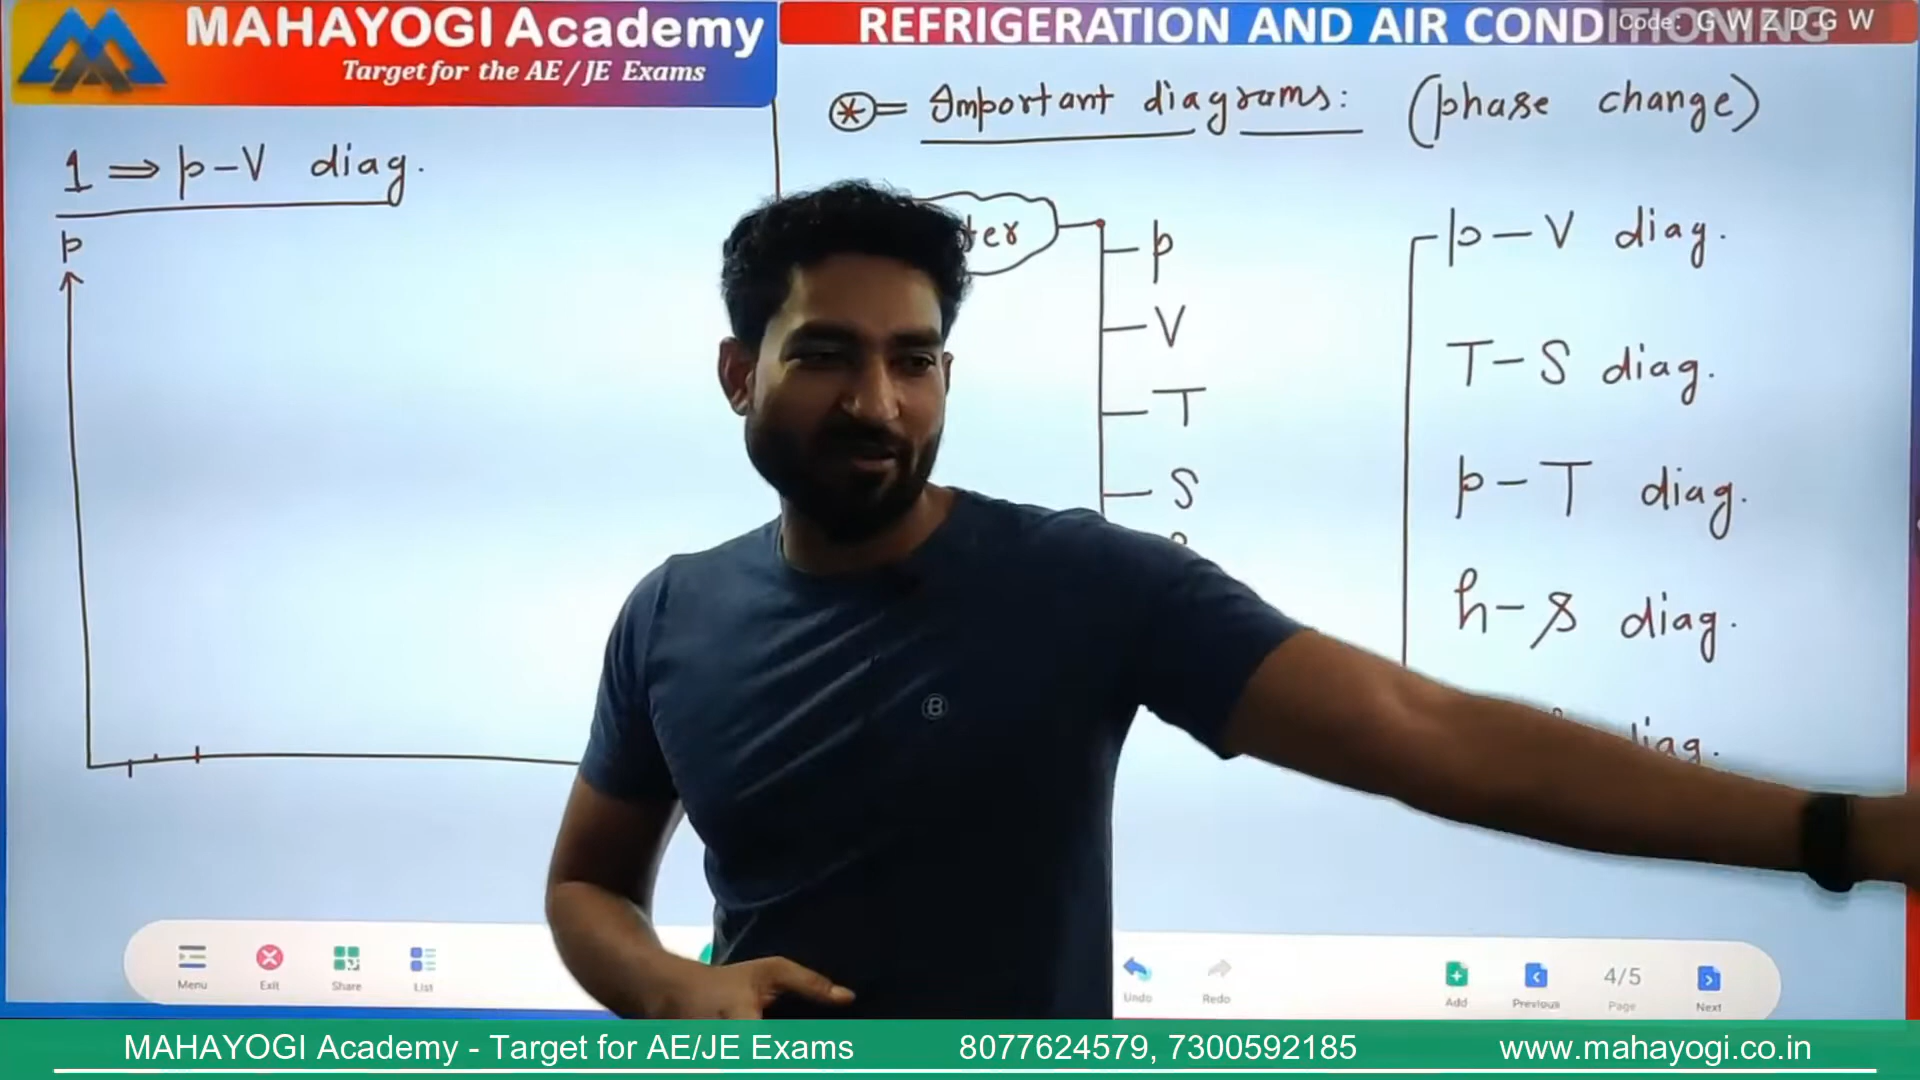 MAHAYOGI Academy
Target for the AE / JE Exams
REFRIGERATION AND AIR CONDITIONING
Code: G W Z D G W
* = Important diagrams: (phase change)
1 ⇒ p-V diag.
p
p
V
T
S
p-V diag.
T-S diag.
p-T diag.
h-s diag.
diag.
Menu
Exit
Share
List
Undo
Redo
Add
Previous
4/5
Page
Next
MAHAYOGI Academy - Target for AE/JE Exams
8077624579, 7300592185
www.mahayogi.co.in